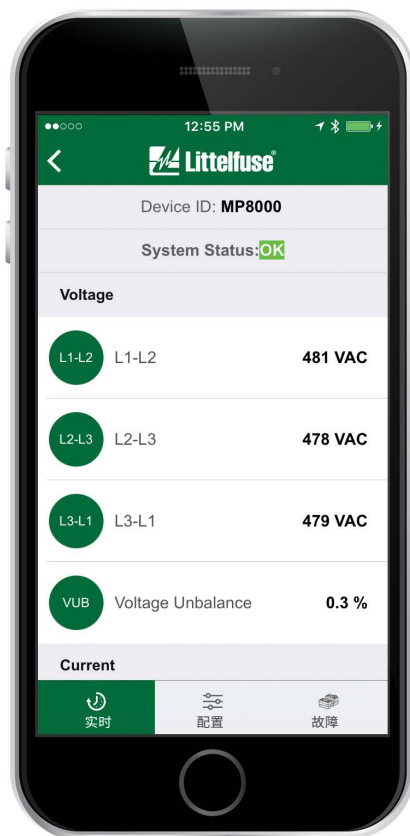 12:55 PM
Littelfuse®
Device ID: MP8000
System Status:OK
Voltage
L1-L2 L1-L2 481 VAC
L2-L3 L2-L3 478 VAC
L3-L1 L3-L1 479 VAC
VUB Voltage Unbalance 0.3 %
Current
实时 配置 故障